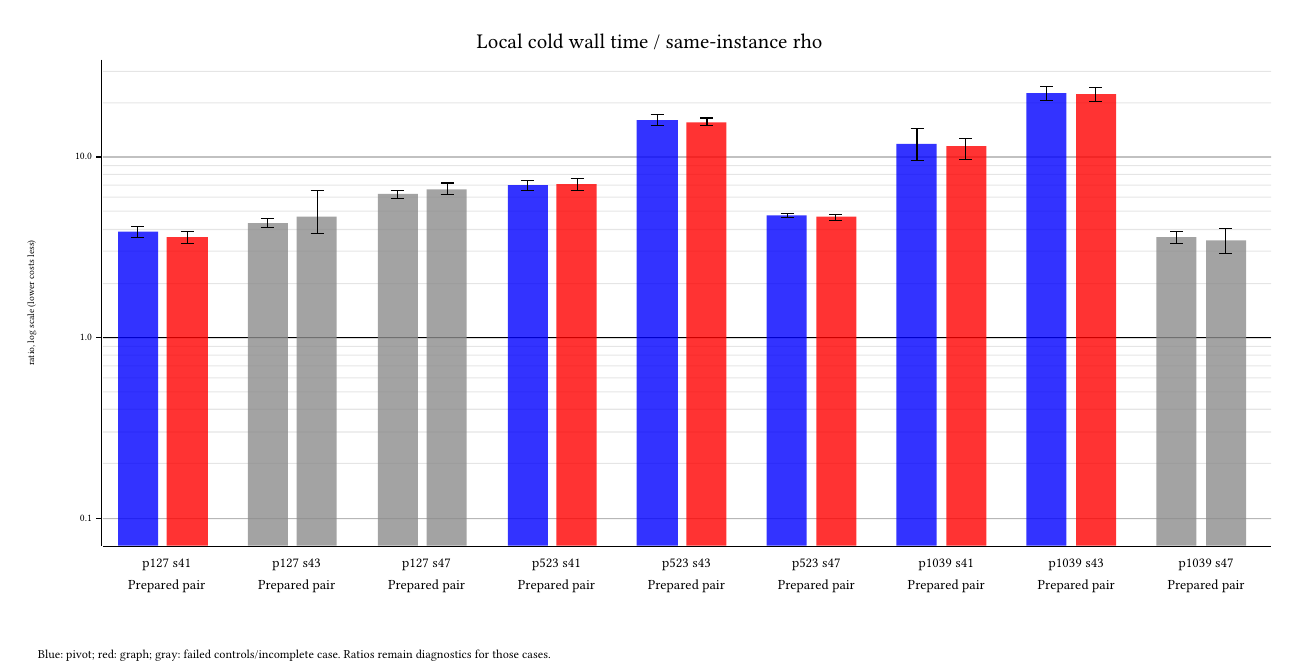 Local cold wall time / same-instance rho
ratio, log scale (lower costs less)
10.0
1.0
0.1
p127 s41
Prepared pair
p127 s43
Prepared pair
p127 s47
Prepared pair
p523 s41
Prepared pair
p523 s43
Prepared pair
p523 s47
Prepared pair
p1039 s41
Prepared pair
p1039 s43
Prepared pair
p1039 s47
Prepared pair
Blue: pivot; red: graph; gray: failed controls/incomplete case. Ratios remain diagnostics for those cases.